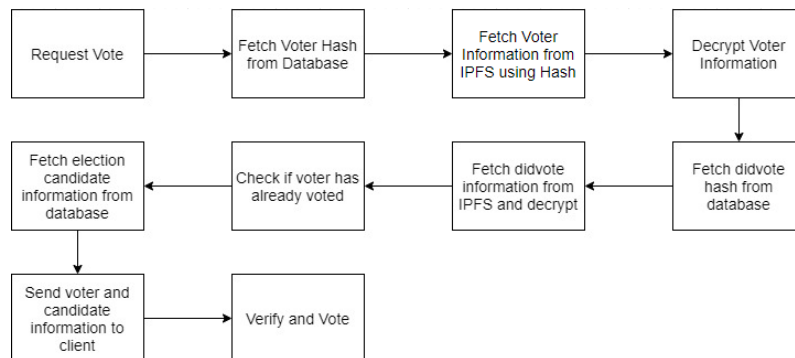 Request Vote
Fetch Voter Hash
from Database
Fetch Voter
Information from
IPFS using Hash
Decrypt Voter
Information
Fetch election
candidate
information from
database
Check if voter has
already voted
Fetch didvote
information from
IPFS and decrypt
Fetch didvote
hash from
database
Send voter and
candidate
information to
client
Verify and Vote